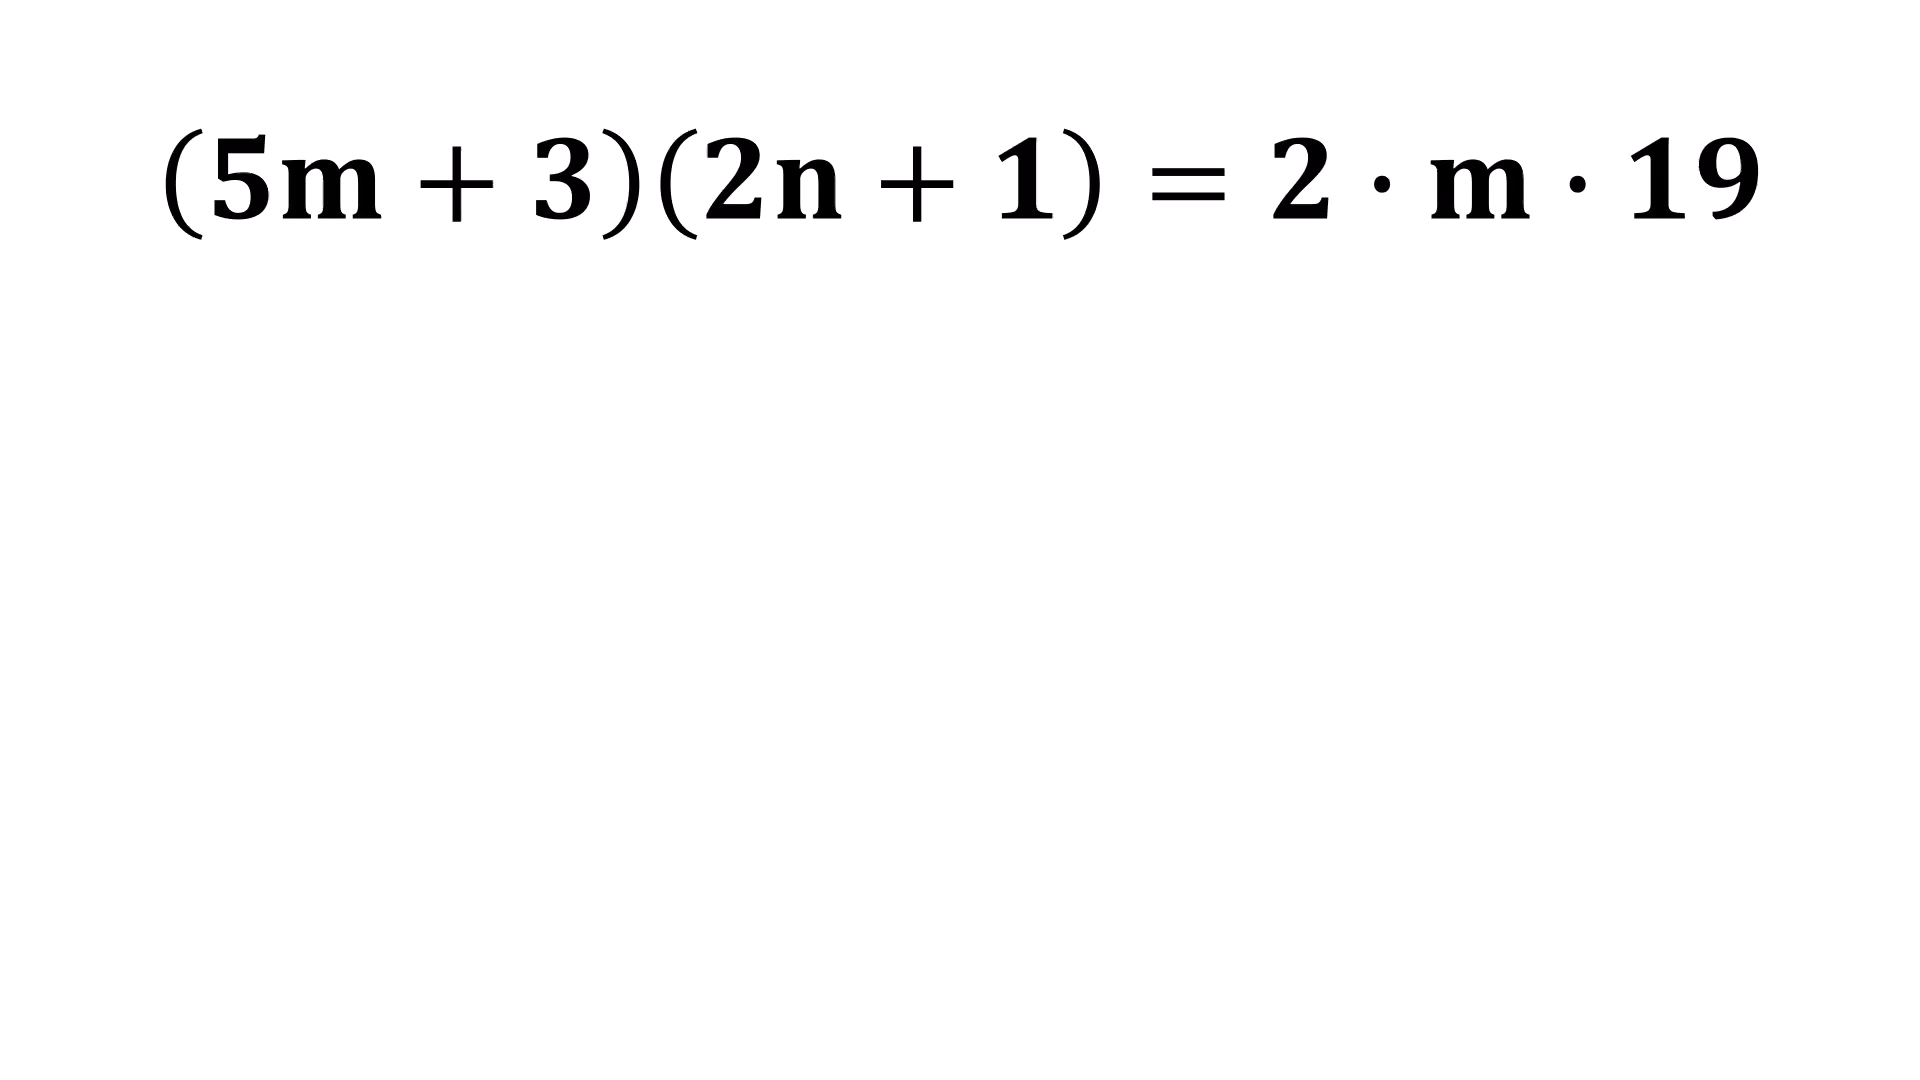 (5m + 3)(2n + 1) = 2 · m · 19